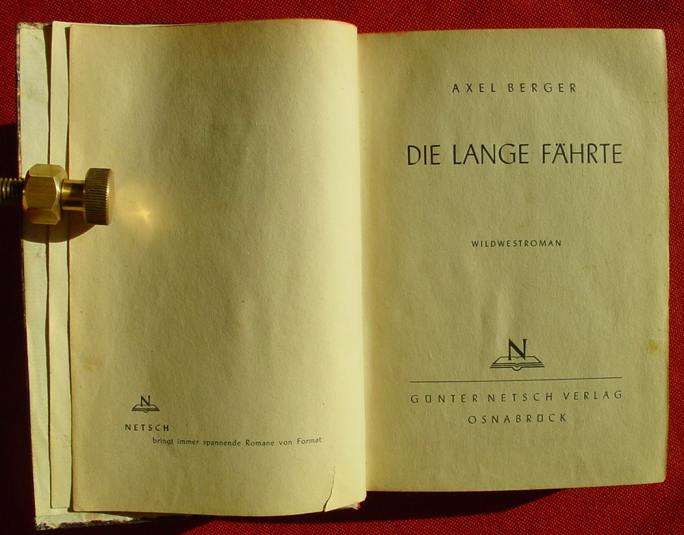 N
NETSCH
bringt immer spannende Romane von Format
AXEL BERGER
DIE LANGE FÄHRTE
WILDWESTROMAN
N
GÜNTER NETSCH VERLAG
OSNABRÜCK